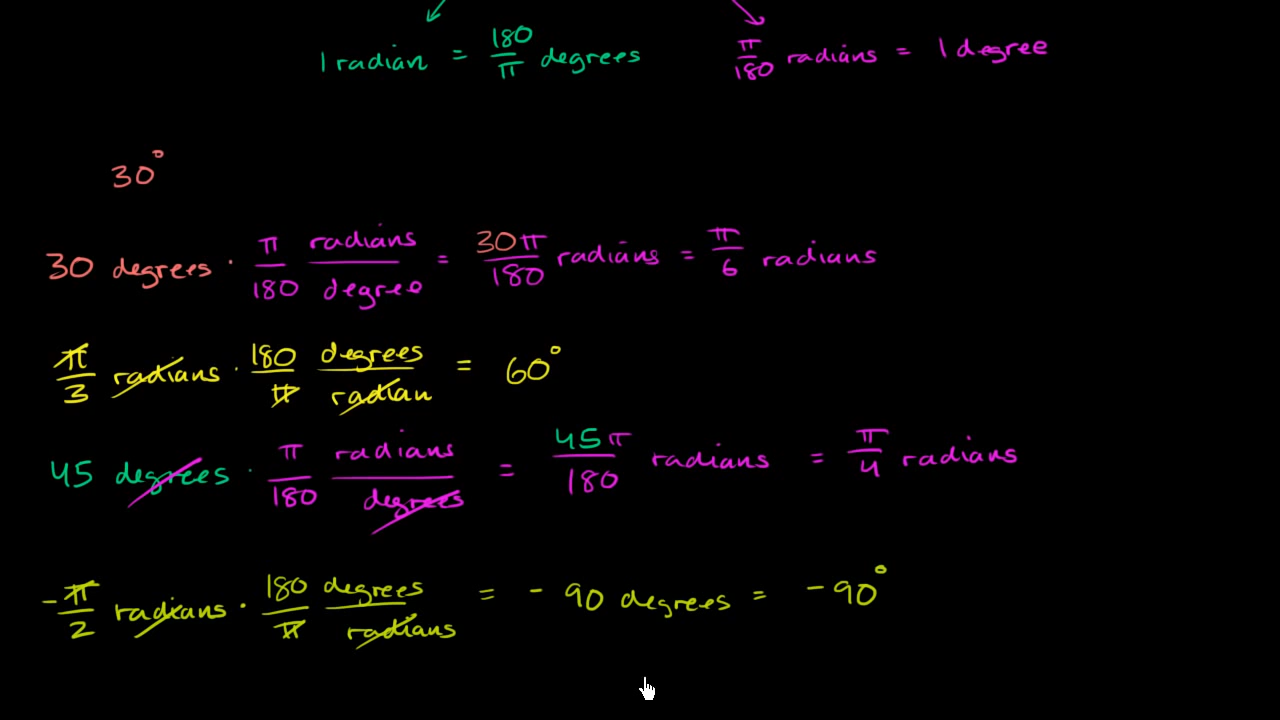 1 radian = 180/π degrees    π/180 radians = 1 degree
30°
30 degrees · π/180 radians/degree = 30π/180 radians = π/6 radians
π/3 radians · 180/π degrees/radian = 60°
45 degrees · π/180 radians/degrees = 45π/180 radians = π/4 radians
-π/2 radians · 180/π degrees/radians = - 90 degrees = -90°